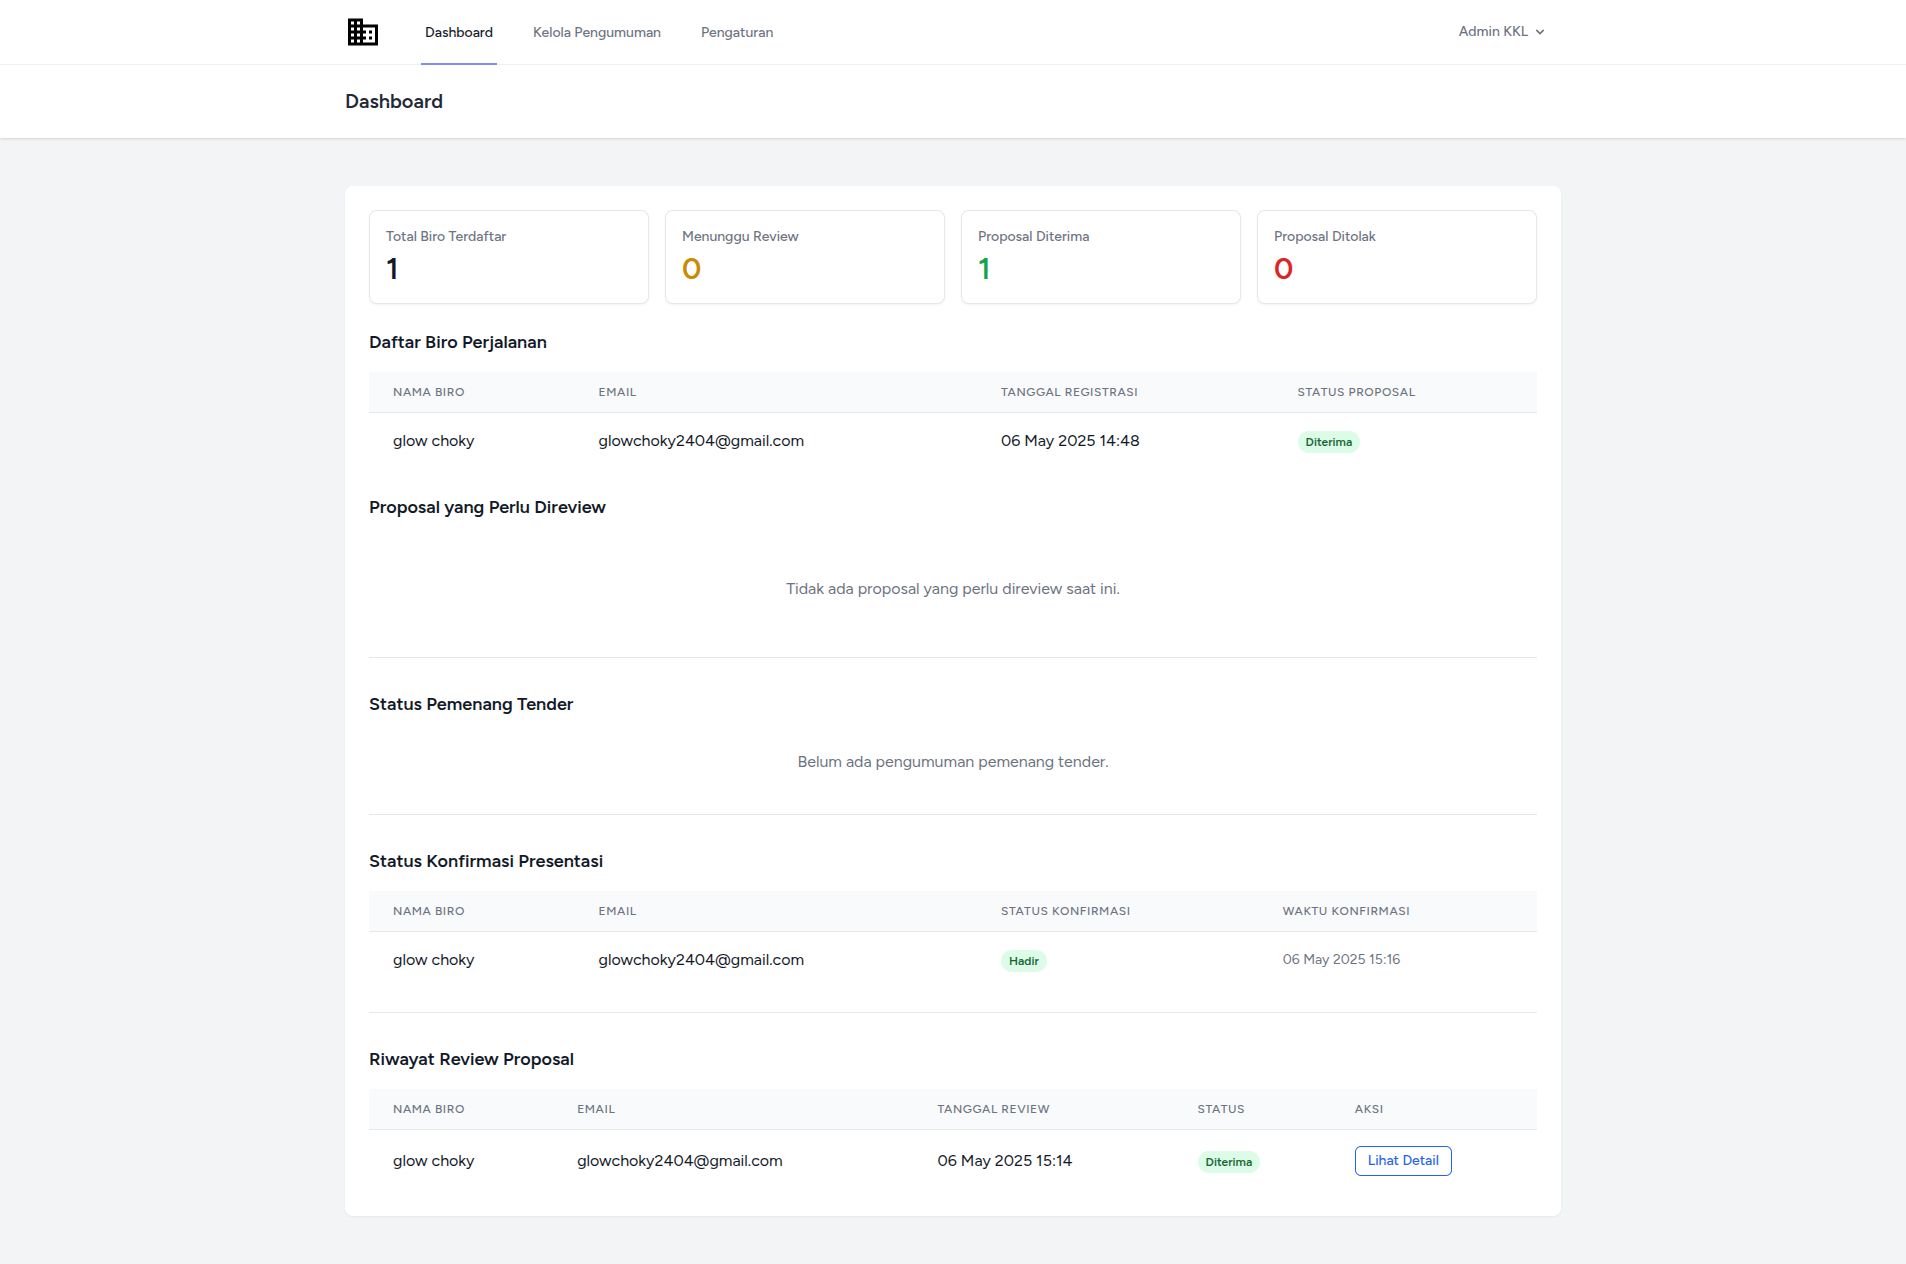 Dashboard Kelola Pengumuman Pengaturan Admin KKL
Dashboard
Total Biro Terdaftar Menunggu Review Proposal Diterima Proposal Ditolak
1 0 1 0
Daftar Biro Perjalanan
NAMA BIRO EMAIL TANGGAL REGISTRASI STATUS PROPOSAL
glow choky glowchoky2404@gmail.com 06 May 2025 14:48 Diterima
Proposal yang Perlu Direview
Tidak ada proposal yang perlu direview saat ini.
Status Pemenang Tender
Belum ada pengumuman pemenang tender.
Status Konfirmasi Presentasi
NAMA BIRO EMAIL STATUS KONFIRMASI WAKTU KONFIRMASI
glow choky glowchoky2404@gmail.com Hadir 06 May 2025 15:16
Riwayat Review Proposal
NAMA BIRO EMAIL TANGGAL REVIEW STATUS AKSI
glow choky glowchoky2404@gmail.com 06 May 2025 15:14 Diterima Lihat Detail